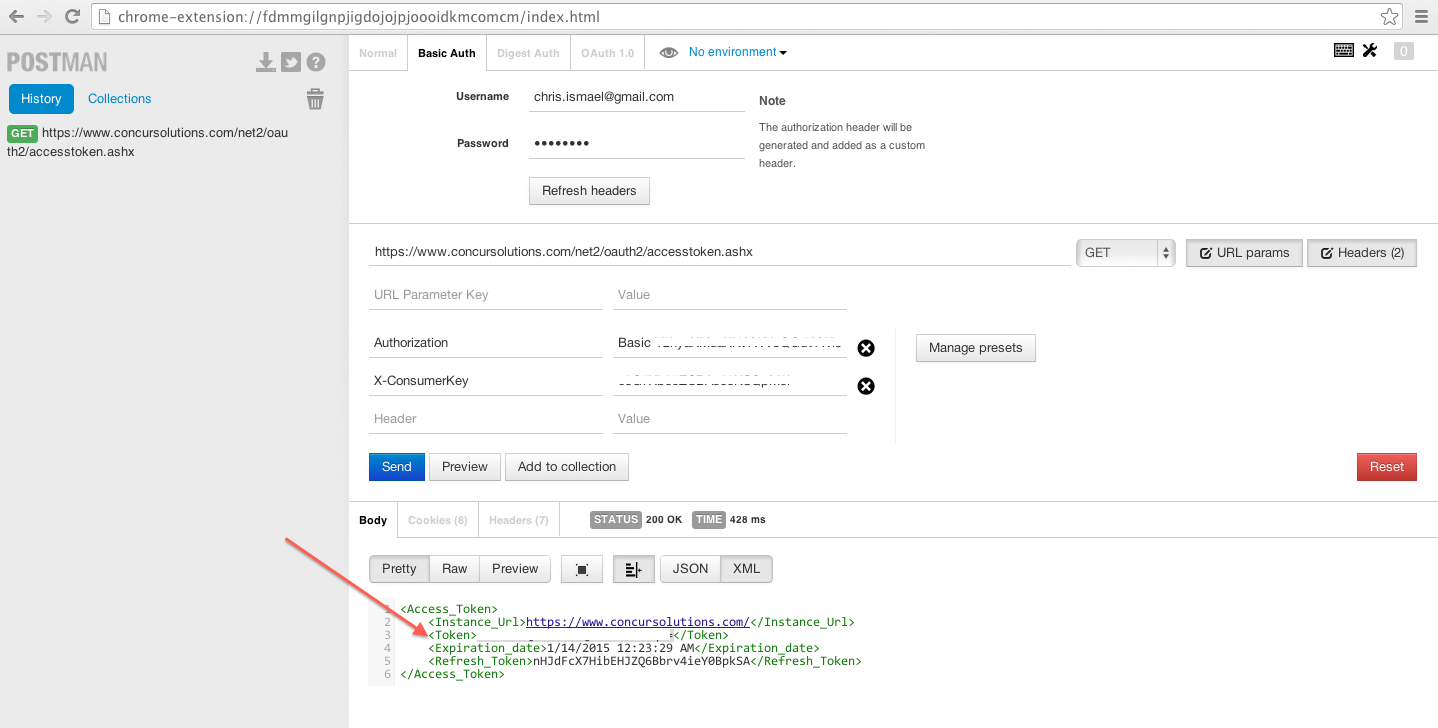 chrome-extension://fdmmgilgnpjigdojojpjoooidkmcomcm/index.html
POSTMAN
History Collections
GET https://www.concursolutions.com/net2/oau
th2/accesstoken.ashx
Normal Basic Auth Digest Auth OAuth 1.0 No environment 0
Username chris.ismael@gmail.com
Password ••••••••
Note
The authorization header will be
generated and added as a custom
header.
Refresh headers
https://www.concursolutions.com/net2/oauth2/accesstoken.ashx GET URL params Headers (2)
URL Parameter Key Value
Authorization Basic
Manage presets
X-ConsumerKey
Header Value
Send Preview Add to collection Reset
Body Cookies (8) Headers (7) STATUS 200 OK TIME 428 ms
Pretty Raw Preview JSON XML
1 <Access_Token>
2 <Instance_Url>https://www.concursolutions.com/</Instance_Url>
3 <Token></Token>
4 <Expiration_date>1/14/2015 12:23:29 AM</Expiration_date>
5 <Refresh_Token>nHJdFcX7HibEHJZQ6Bbrv4ieY0BpkSA</Refresh_Token>
6 </Access_Token>